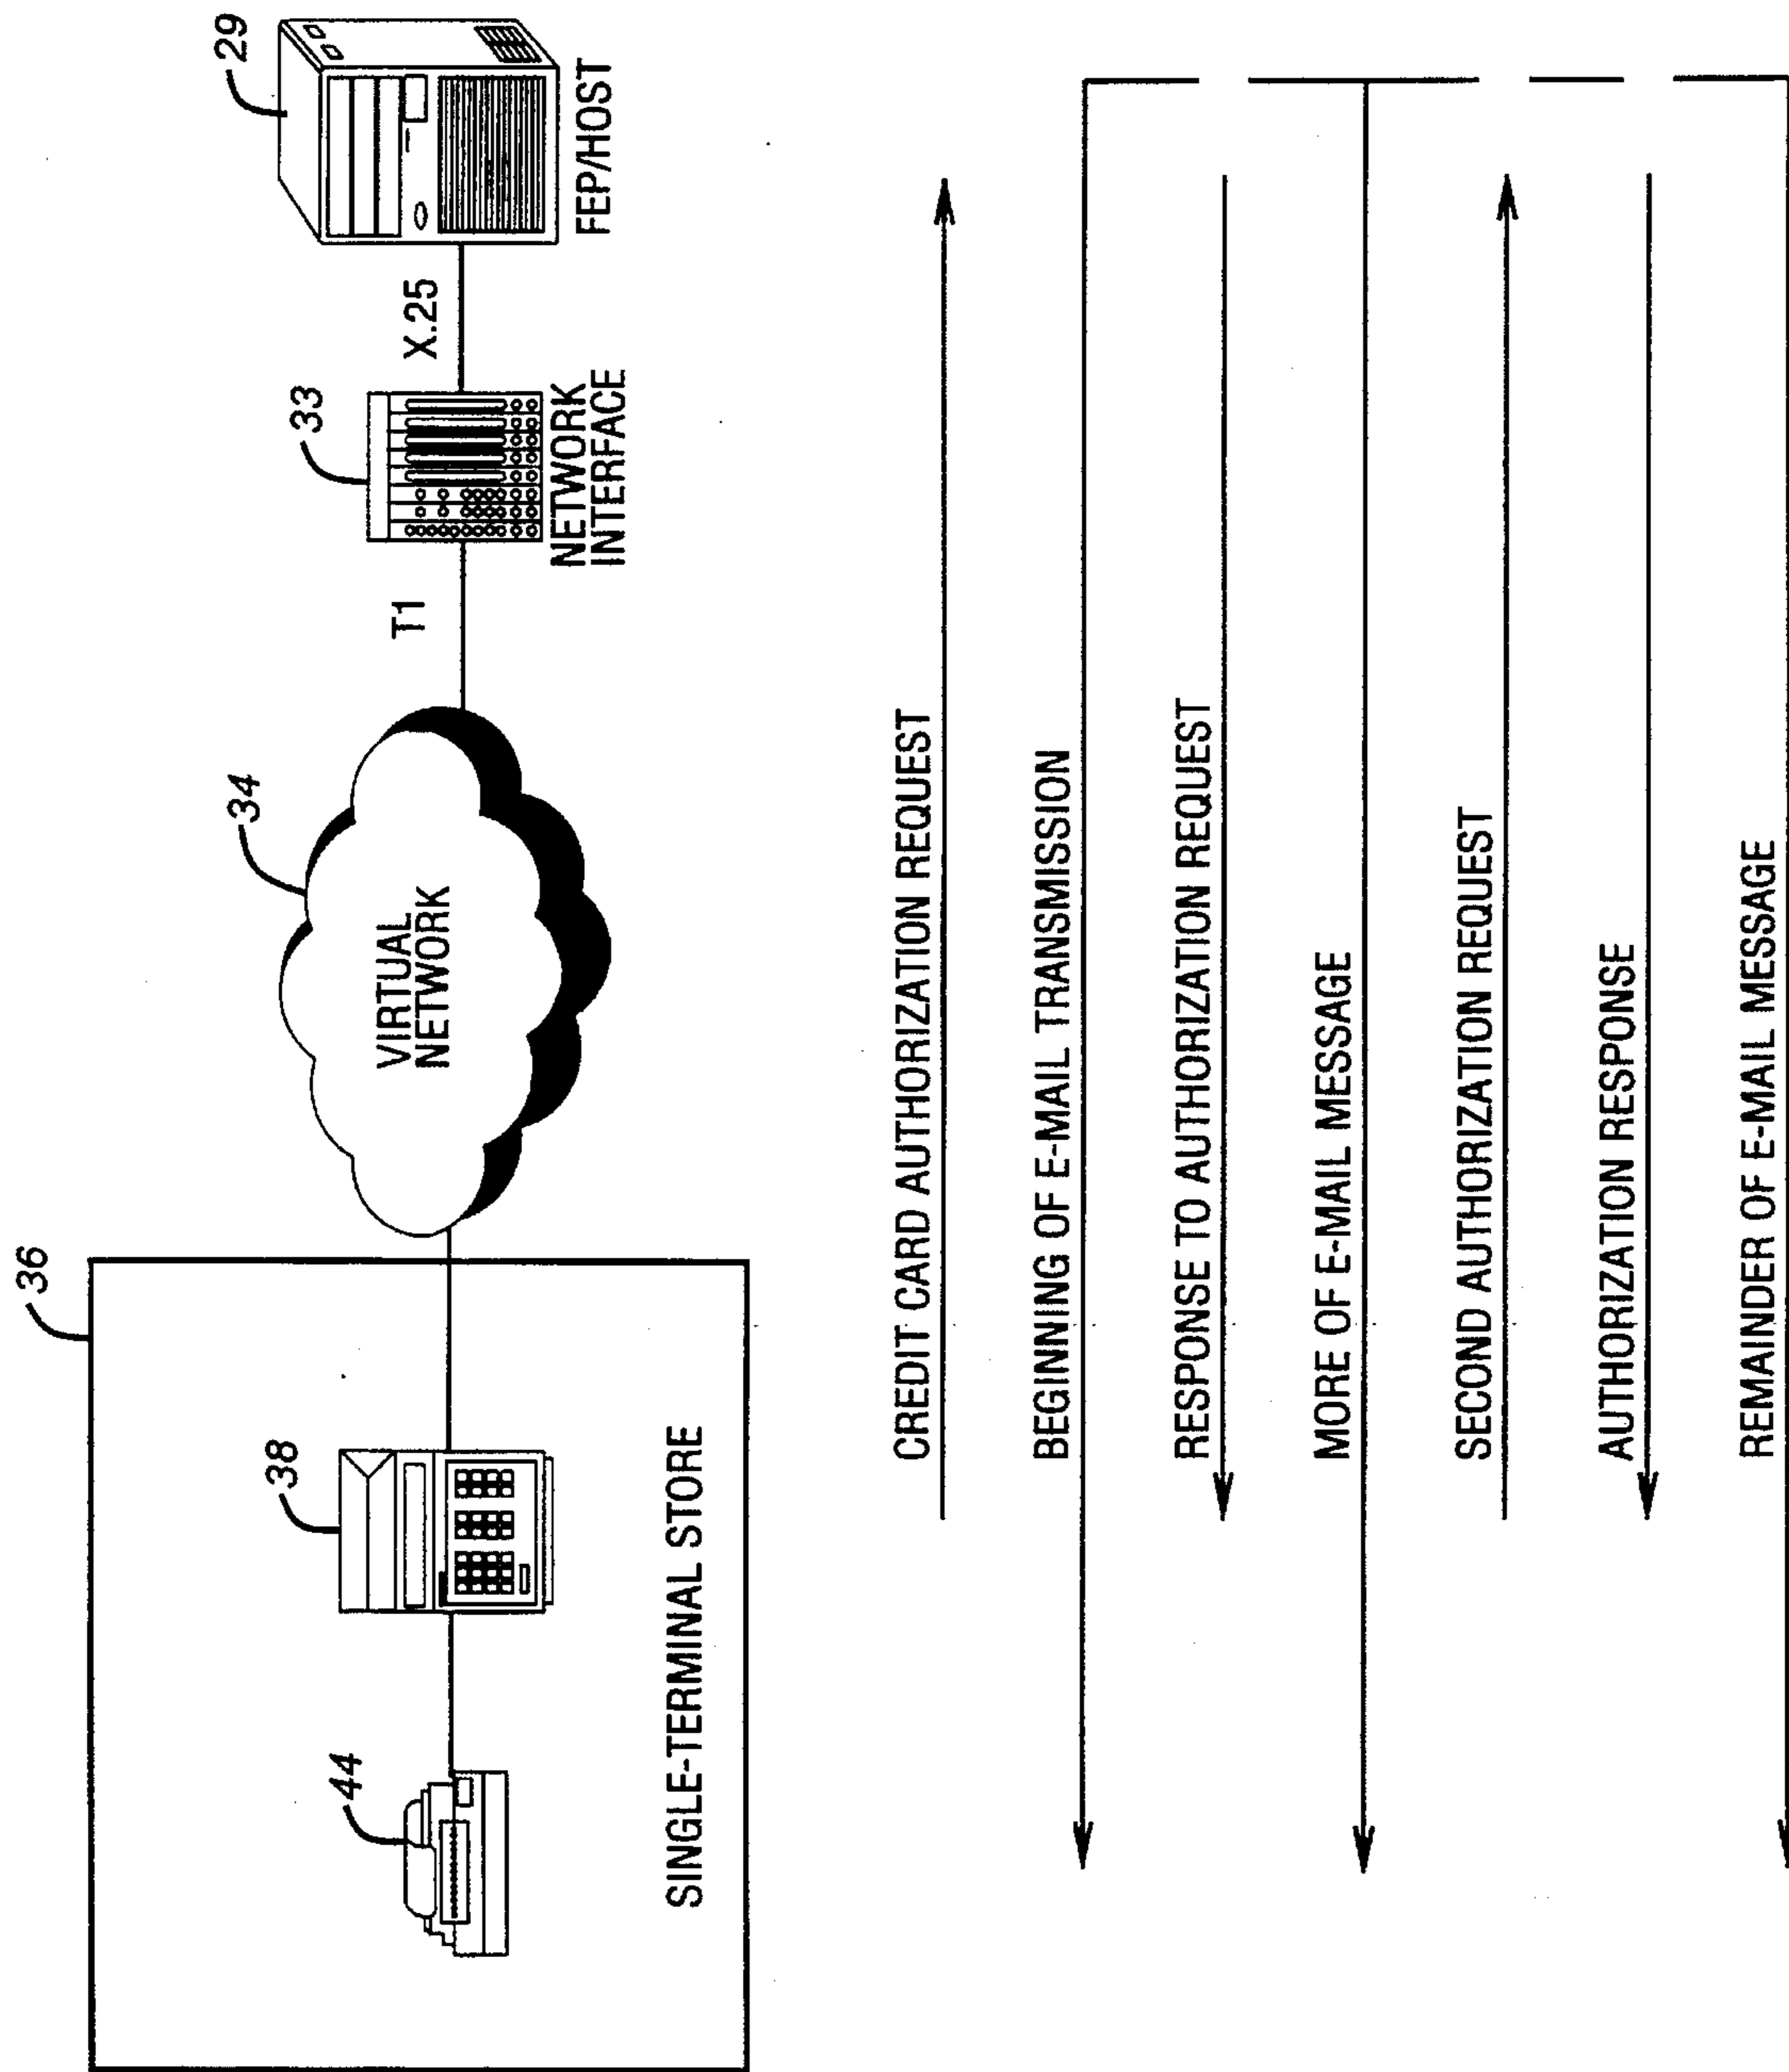 36
44
38
SINGLE-TERMINAL STORE
34
VIRTUAL
NETWORK
T1
33
NETWORK
INTERFACE
X.25
29
FEP/HOST
CREDIT CARD AUTHORIZATION REQUEST
BEGINNING OF E-MAIL TRANSMISSION
RESPONSE TO AUTHORIZATION REQUEST
MORE OF E-MAIL MESSAGE
SECOND AUTHORIZATION REQUEST
AUTHORIZATION RESPONSE
REMAINDER OF E-MAIL MESSAGE